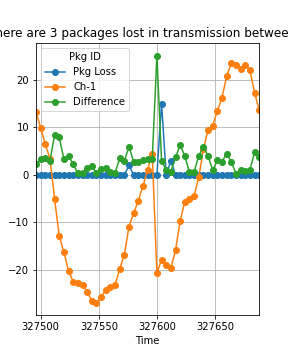 here are 3 packages lost in transmission betwee
Pkg ID
Pkg Loss
Ch-1
Difference
20
10
0
−10
−20
327500 327550 327600 327650
Time